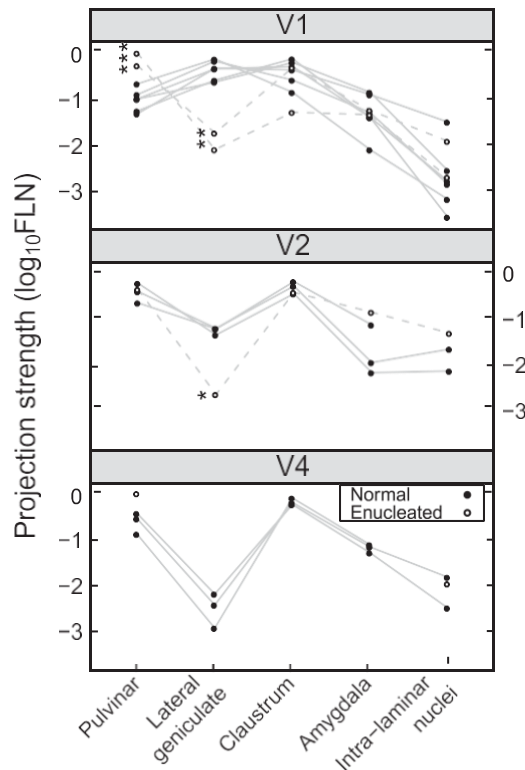 V1
0
−1
−2
−3
***
**
V2
0
−1
−2
−3
*
V4
Normal
Enucleated
0
−1
−2
−3
Projection strength (log₁₀FLN)
Pulvinar
Lateral
geniculate
Claustrum
Amygdala
Intra−laminar
nuclei